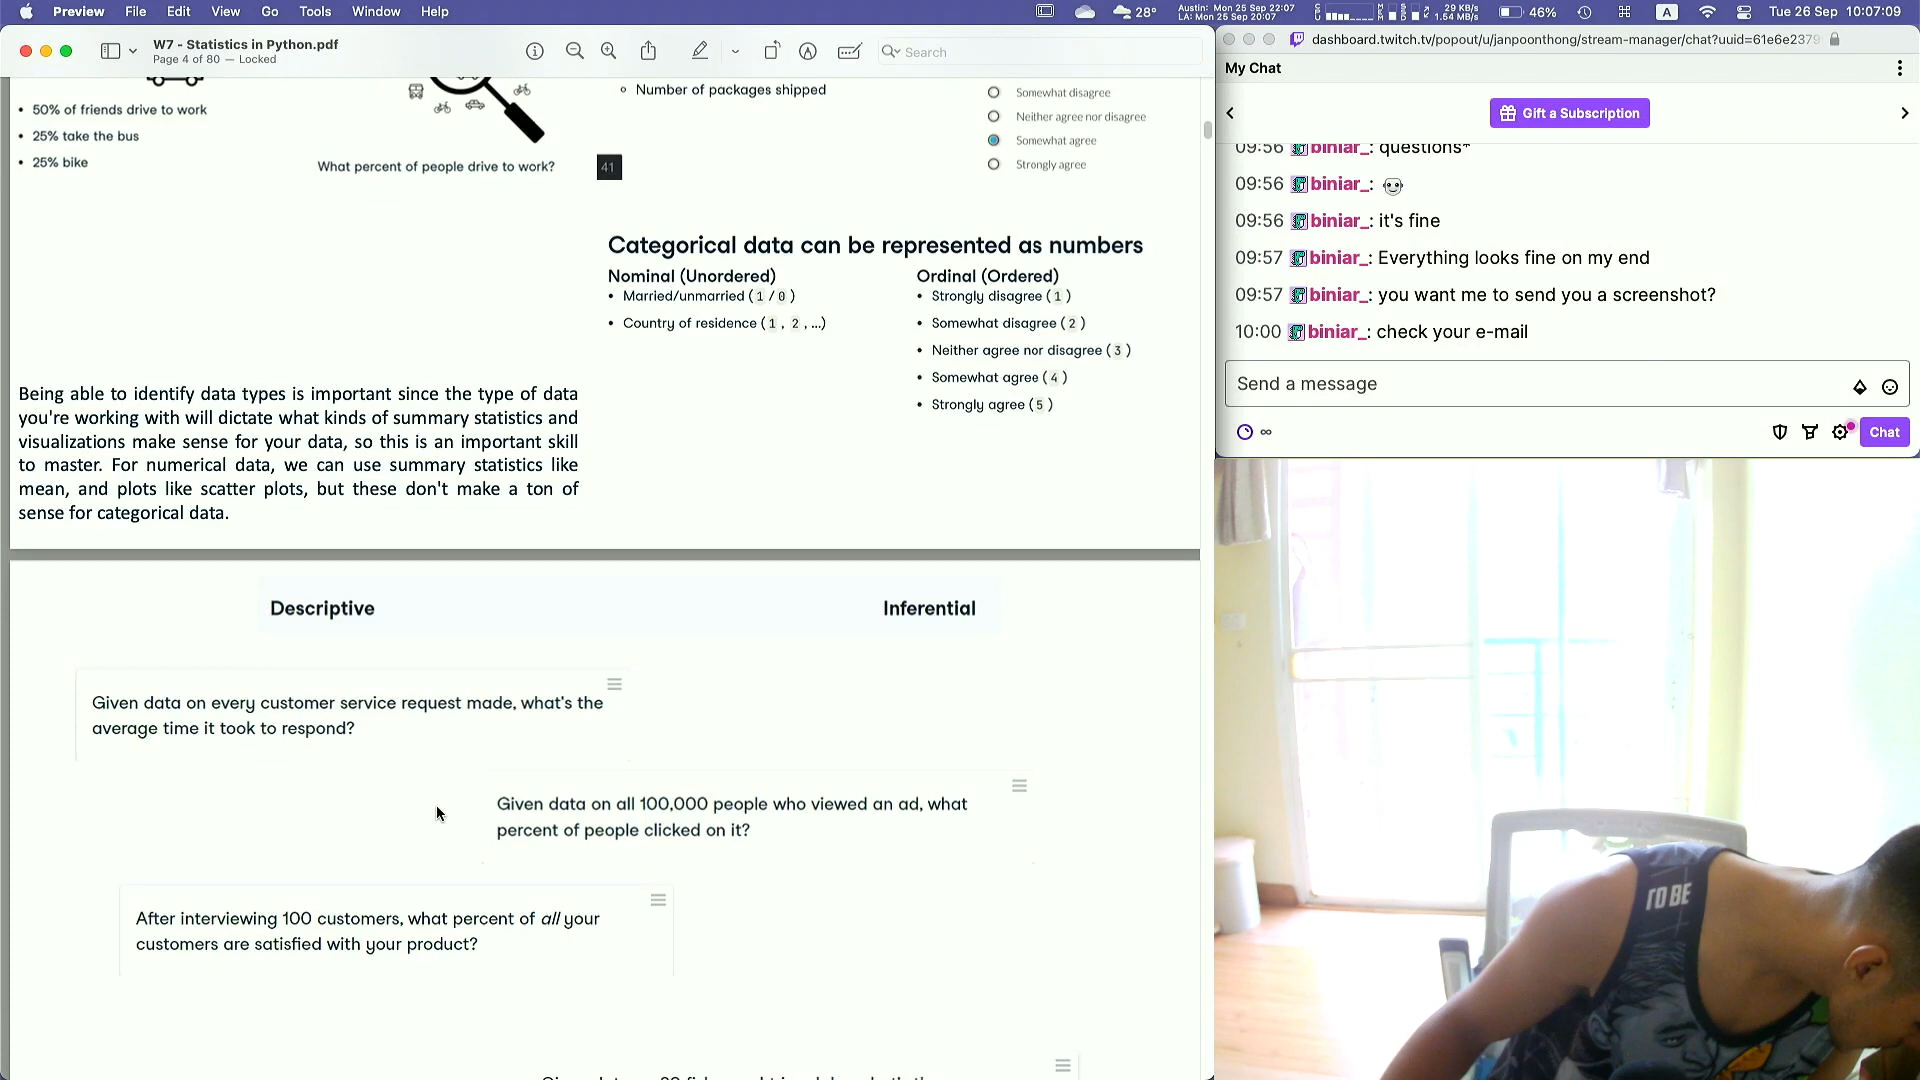 Preview File Edit View Go Tools Window Help
Austin: Mon 25 Sep 22:07
LA: Mon 25 Sep 20:07
29 KB/s
1.54 MB/s
28°
46%
A
Tue 26 Sep 10:07:09
W7 - Statistics in Python.pdf
Page 4 of 80 — Locked
Search
• 50% of friends drive to work
• 25% take the bus
• 25% bike
What percent of people drive to work?
Number of packages shipped
41
Somewhat disagree
Neither agree nor disagree
Somewhat agree
Strongly agree
Categorical data can be represented as numbers
Nominal (Unordered)
• Married/unmarried ( 1 / 0 )
• Country of residence ( 1 , 2 , ...)
Ordinal (Ordered)
• Strongly disagree ( 1 )
• Somewhat disagree ( 2 )
• Neither agree nor disagree ( 3 )
• Somewhat agree ( 4 )
• Strongly agree ( 5 )
Being able to identify data types is important since the type of data
you're working with will dictate what kinds of summary statistics and
visualizations make sense for your data, so this is an important skill
to master. For numerical data, we can use summary statistics like
mean, and plots like scatter plots, but these don't make a ton of
sense for categorical data.
Descriptive
Inferential
Given data on every customer service request made, what's the
average time it took to respond?
Given data on all 100,000 people who viewed an ad, what
percent of people clicked on it?
After interviewing 100 customers, what percent of all your
customers are satisfied with your product?
dashboard.twitch.tv/popout/u/janpoonthong/stream-manager/chat?uuid=61e6e2379
My Chat
Gift a Subscription
09:56 biniar_: questions*
09:56 biniar_:
09:56 biniar_: it's fine
09:57 biniar_: Everything looks fine on my end
09:57 biniar_: you want me to send you a screenshot?
10:00 biniar_: check your e-mail
Send a message
∞
Chat
TO BE